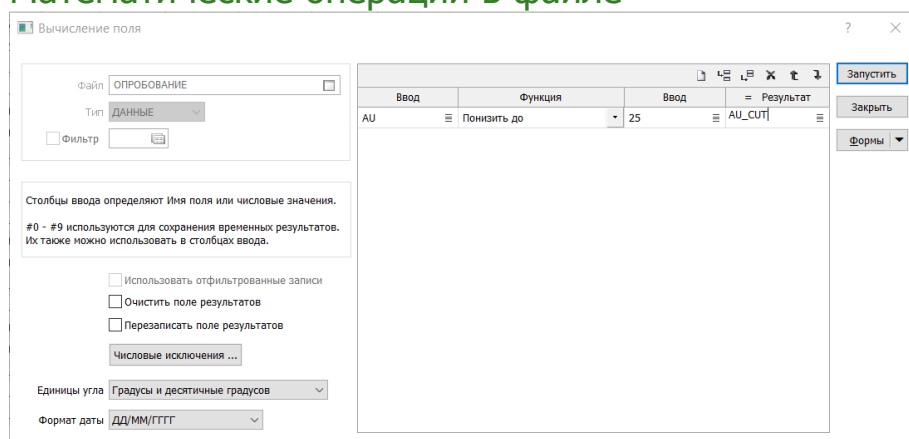 Математические операции в файле
Вычисление поля
? ×
Файл ОПРОБОВАНИЕ
Тип ДАННЫЕ
Фильтр
Столбцы ввода определяют Имя поля или числовые значения.
#0 - #9 используются для сохранения временных результатов.
Их также можно использовать в столбцах ввода.
Использовать отфильтрованные записи
Очистить поле результатов
Перезаписать поле результатов
Числовые исключения ...
Единицы угла Градусы и десятичные градусов
Формат даты ДД/ММ/ГГГГ
Ввод Функция Ввод = Результат
AU Понизить до 25 AU_CUT
Запустить
Закрыть
Формы